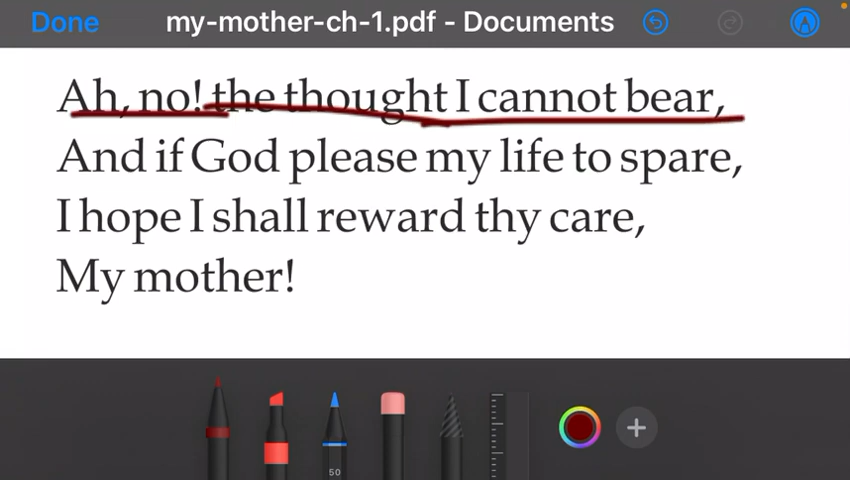 Done my-mother-ch-1.pdf - Documents
Ah, no! the thought I cannot bear,
And if God please my life to spare,
I hope I shall reward thy care,
My mother!
50